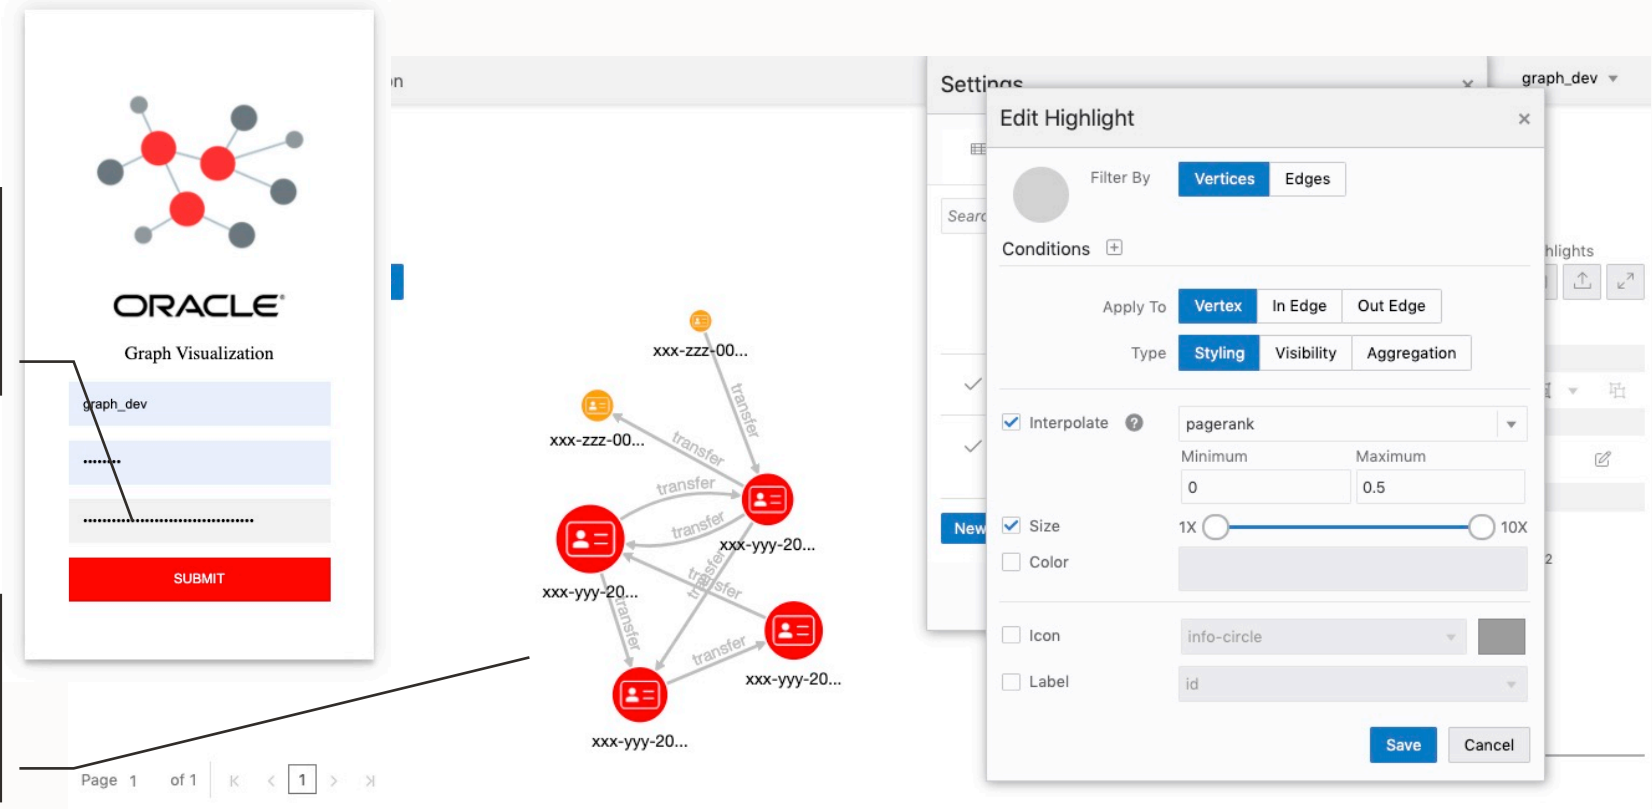 ORACLE
Graph Visualization
graph_dev
••••••••
SUBMIT
Page 1 of 1
1
xxx-zzz-00...
transfer
xxx-zzz-00...
transfer
transfer
transfer
xxx-yyy-20...
transfer
transfer
xxx-yyy-20...
transfer
transfer
xxx-yyy-20...
xxx-yyy-20...
Settings
graph_dev
New
2
Edit Highlight
Filter By Vertices Edges
Conditions
Apply To Vertex In Edge Out Edge
Type Styling Visibility Aggregation
Interpolate ? pagerank
Minimum Maximum
0 0.5
Size 1X 10X
Color
Icon info-circle
Label id
Save Cancel